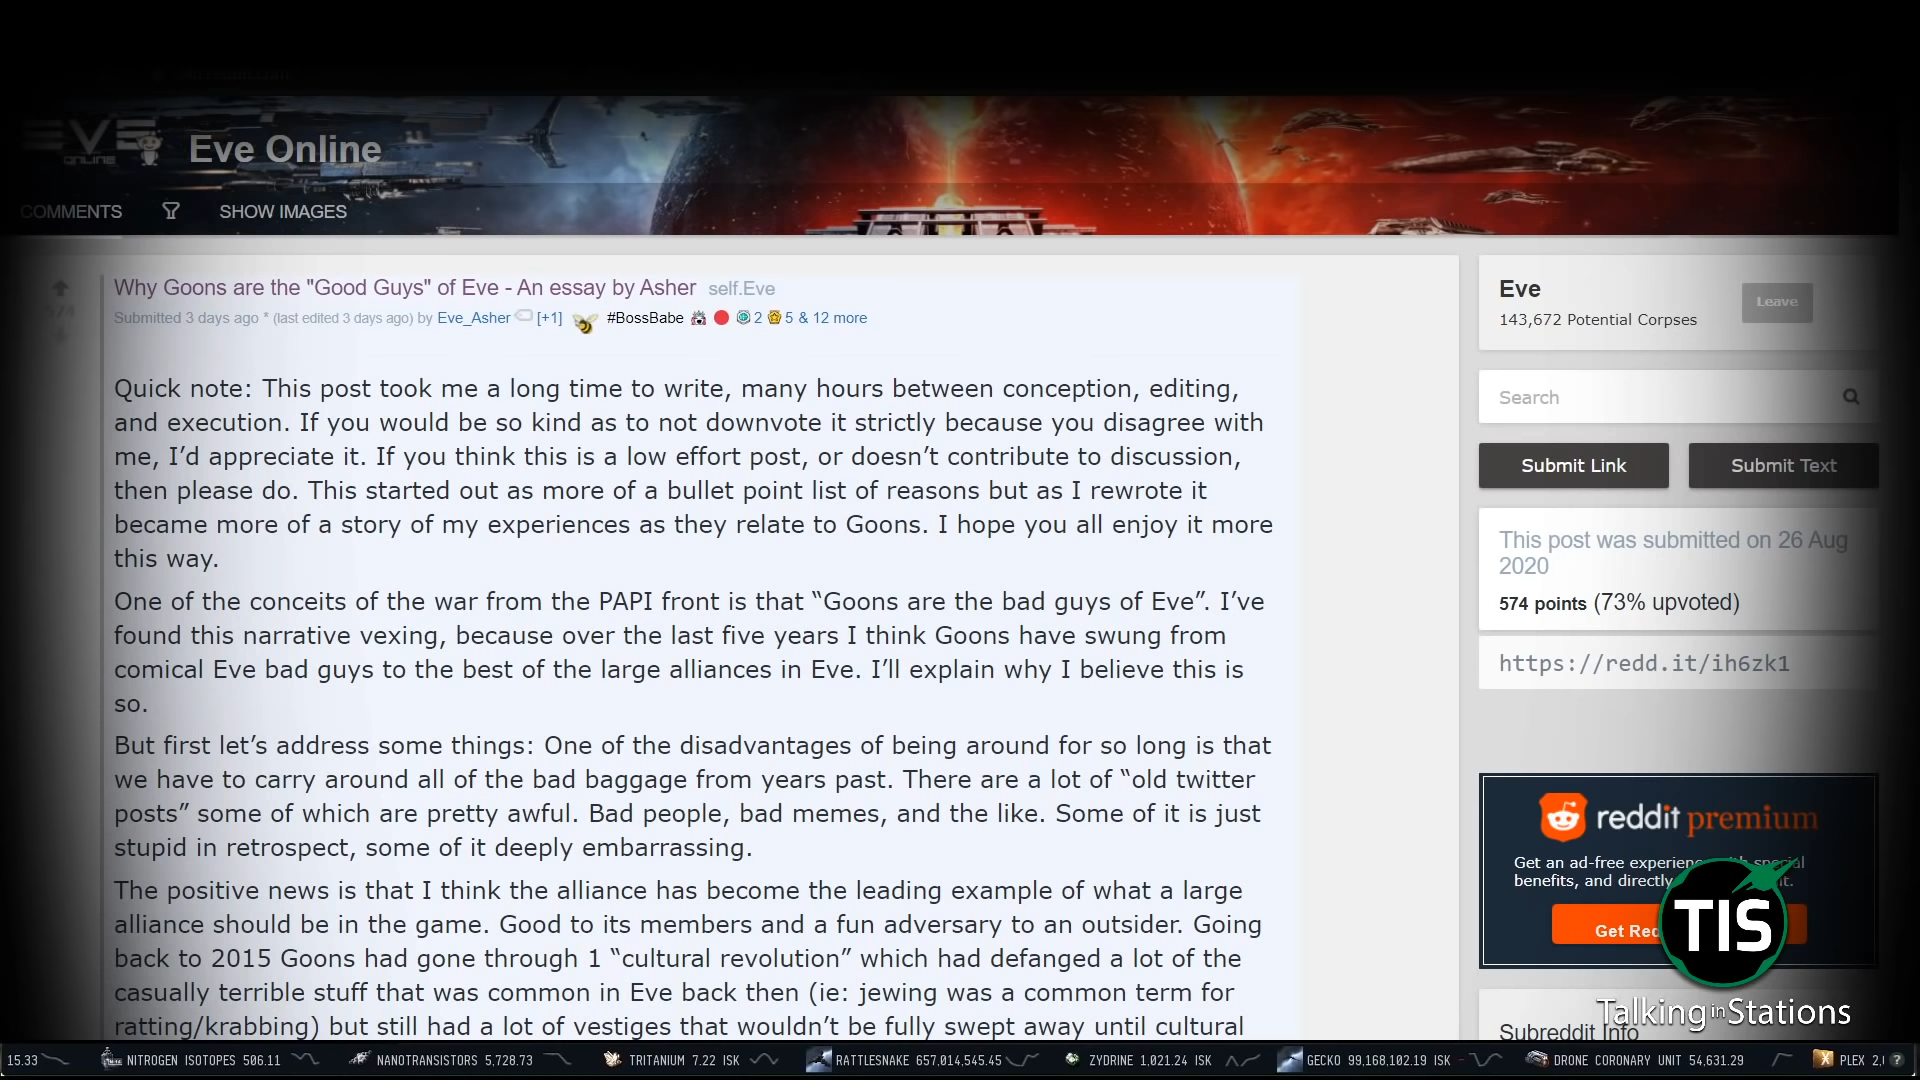 EVE
ONLINE
Eve Online
COMMENTS
SHOW IMAGES
574
Why Goons are the "Good Guys" of Eve - An essay by Asher self.Eve
Submitted 3 days ago * (last edited 3 days ago) by Eve_Asher [+1] #BossBabe 2 5 & 12 more
Quick note: This post took me a long time to write, many hours between conception, editing,
and execution. If you would be so kind as to not downvote it strictly because you disagree with
me, I’d appreciate it. If you think this is a low effort post, or doesn’t contribute to discussion,
then please do. This started out as more of a bullet point list of reasons but as I rewrote it
became more of a story of my experiences as they relate to Goons. I hope you all enjoy it more
this way.
One of the conceits of the war from the PAPI front is that “Goons are the bad guys of Eve”. I’ve
found this narrative vexing, because over the last five years I think Goons have swung from
comical Eve bad guys to the best of the large alliances in Eve. I’ll explain why I believe this is
so.
But first let’s address some things: One of the disadvantages of being around for so long is that
we have to carry around all of the bad baggage from years past. There are a lot of “old twitter
posts” some of which are pretty awful. Bad people, bad memes, and the like. Some of it is just
stupid in retrospect, some of it deeply embarrassing.
The positive news is that I think the alliance has become the leading example of what a large
alliance should be in the game. Good to its members and a fun adversary to an outsider. Going
back to 2015 Goons had gone through 1 “cultural revolution” which had defanged a lot of the
casually terrible stuff that was common in Eve back then (ie: jewing was a common term for
ratting/krabbing) but still had a lot of vestiges that wouldn’t be fully swept away until cultural
Eve
Leave
143,672 Potential Corpses
Search
Submit Link
Submit Text
This post was submitted on 26 Aug
2020
574 points (73% upvoted)
https://redd.it/ih6zk1
reddit premium
Get an ad-free experience with special
benefits, and directly
Get Red
TIS
Talking in Stations
Subreddit Info
15.33 NITROGEN ISOTOPES 506.11 NANOTRANSISTORS 5,728.73 TRITANIUM 7.22 ISK RATTLESNAKE 657,014,545.45 ZYDRINE 1,021.24 ISK GECKO 99,168,102.19 ISK DRONE CORONARY UNIT 54,631.29 PLEX 2,